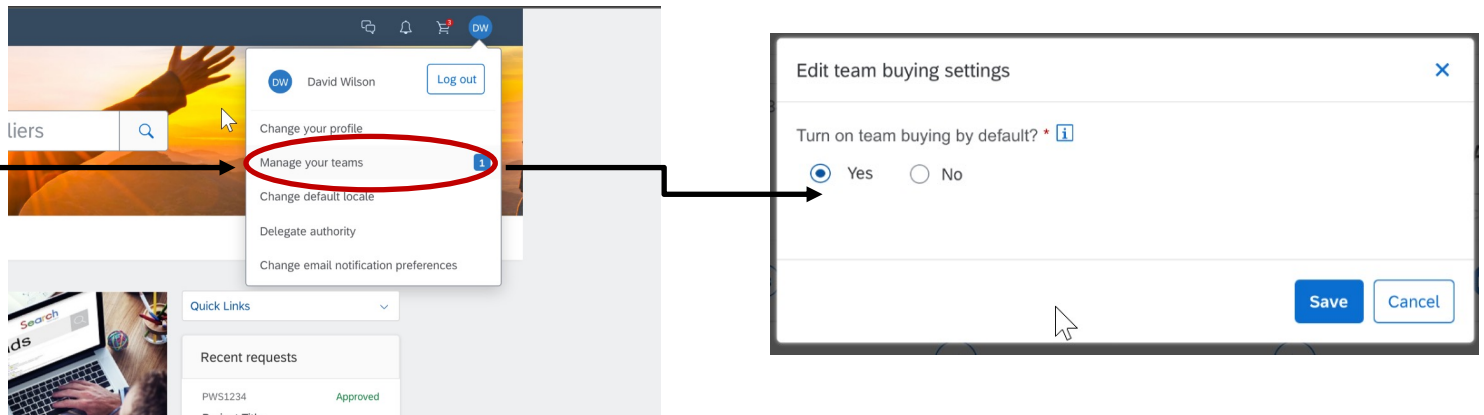 3
DW
DW
David Wilson
Log out
liers
Change your profile
Manage your teams
1
Change default locale
Delegate authority
Change email notification preferences
Search
ds
Quick Links
Recent requests
PWS1234
Approved
Edit team buying settings
Turn on team buying by default? *
Yes
No
Save
Cancel